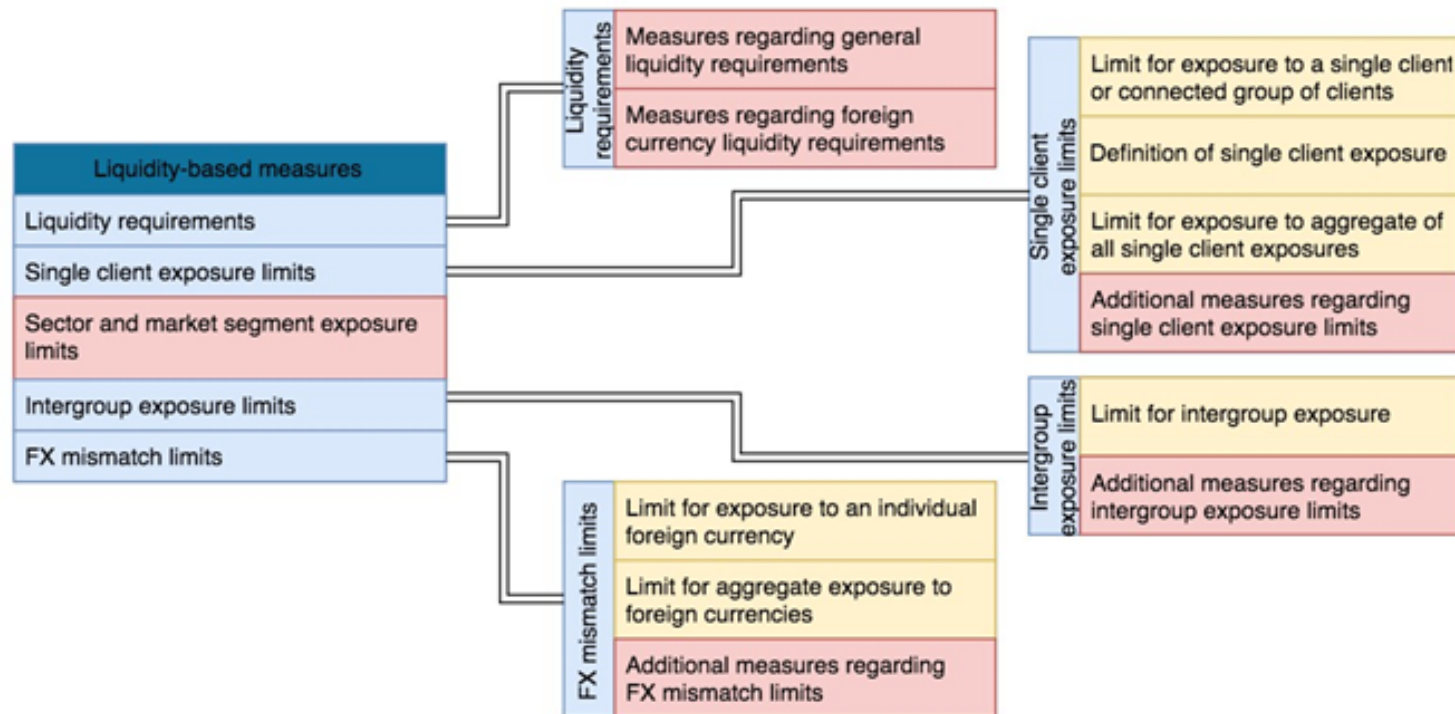 Liquidity-based measures
Liquidity requirements
Single client exposure limits
Sector and market segment exposure
limits
Intergroup exposure limits
FX mismatch limits
Liquidity
requirements
Measures regarding general
liquidity requirements
Measures regarding foreign
currency liquidity requirements
Single client
exposure limits
Limit for exposure to a single client
or connected group of clients
Definition of single client exposure
Limit for exposure to aggregate of
all single client exposures
Additional measures regarding
single client exposure limits
Intergroup
exposure limits
Limit for intergroup exposure
Additional measures regarding
intergroup exposure limits
FX mismatch limits
Limit for exposure to an individual
foreign currency
Limit for aggregate exposure to
foreign currencies
Additional measures regarding
FX mismatch limits